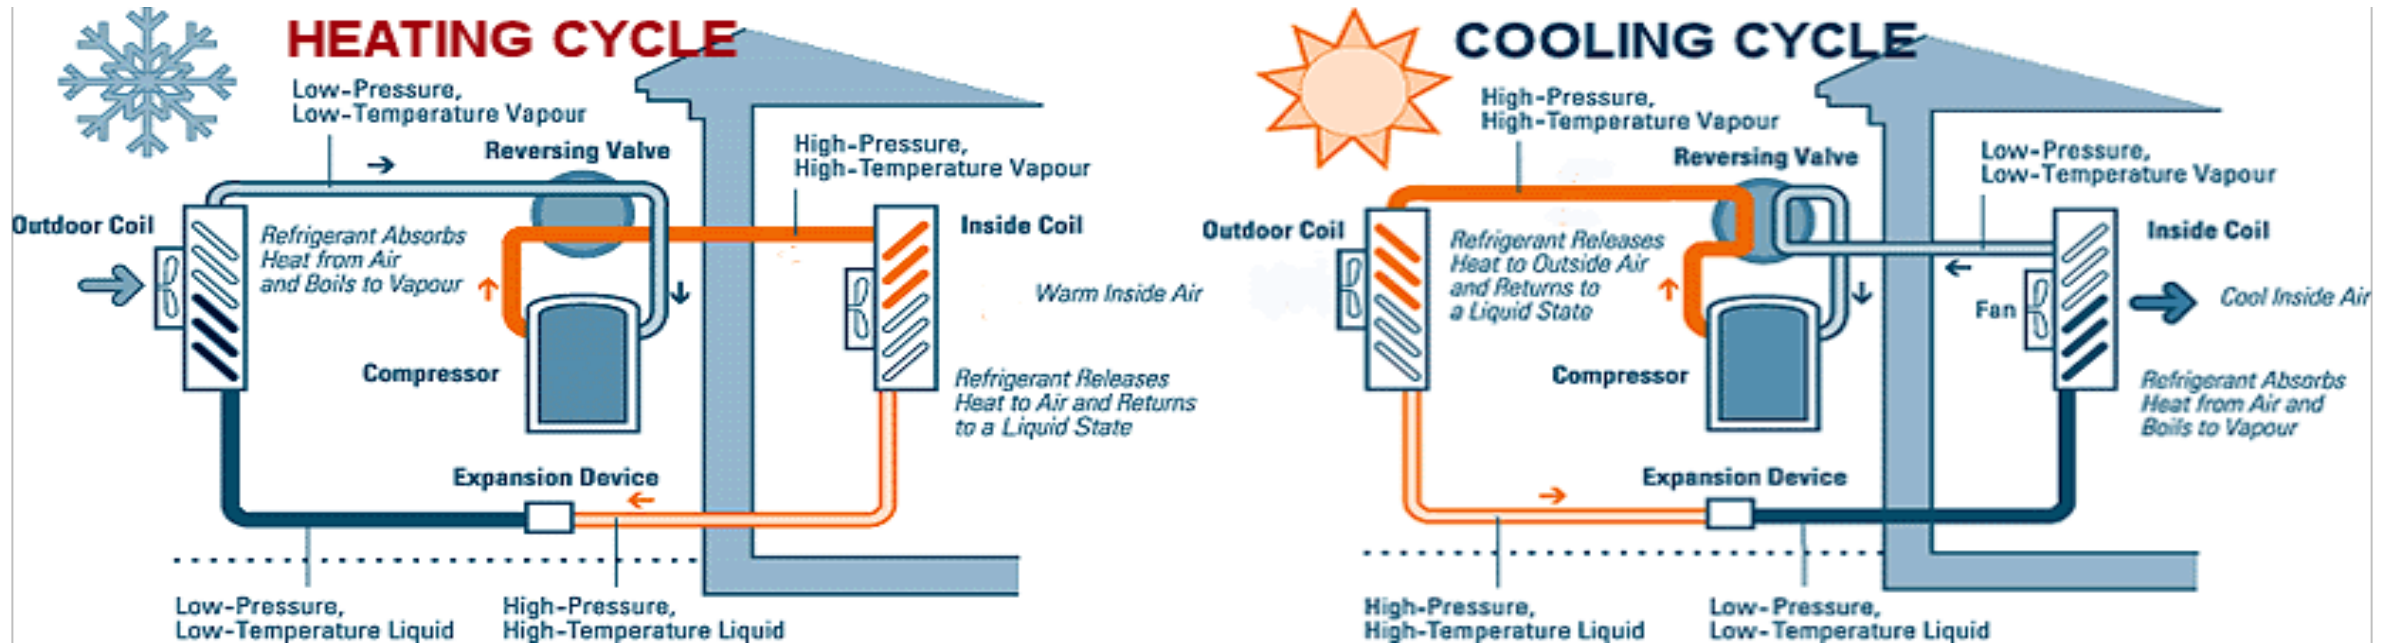 HEATING CYCLE
Low-Pressure,
Low-Temperature Vapour
Reversing Valve
High-Pressure,
High-Temperature Vapour
Outdoor Coil
Refrigerant Absorbs
Heat from Air
and Boils to Vapour
Inside Coil
Warm Inside Air
Compressor
Refrigerant Releases
Heat to Air and Returns
to a Liquid State
Expansion Device
Low-Pressure,
Low-Temperature Liquid
High-Pressure,
High-Temperature Liquid
COOLING CYCLE
High-Pressure,
High-Temperature Vapour
Reversing Valve
Low-Pressure,
Low-Temperature Vapour
Outdoor Coil
Refrigerant Releases
Heat to Outside Air
and Returns to
a Liquid State
Inside Coil
Fan
Cool Inside Air
Compressor
Refrigerant Absorbs
Heat from Air and
Boils to Vapour
Expansion Device
High-Pressure,
High-Temperature Liquid
Low-Pressure,
Low-Temperature Liquid